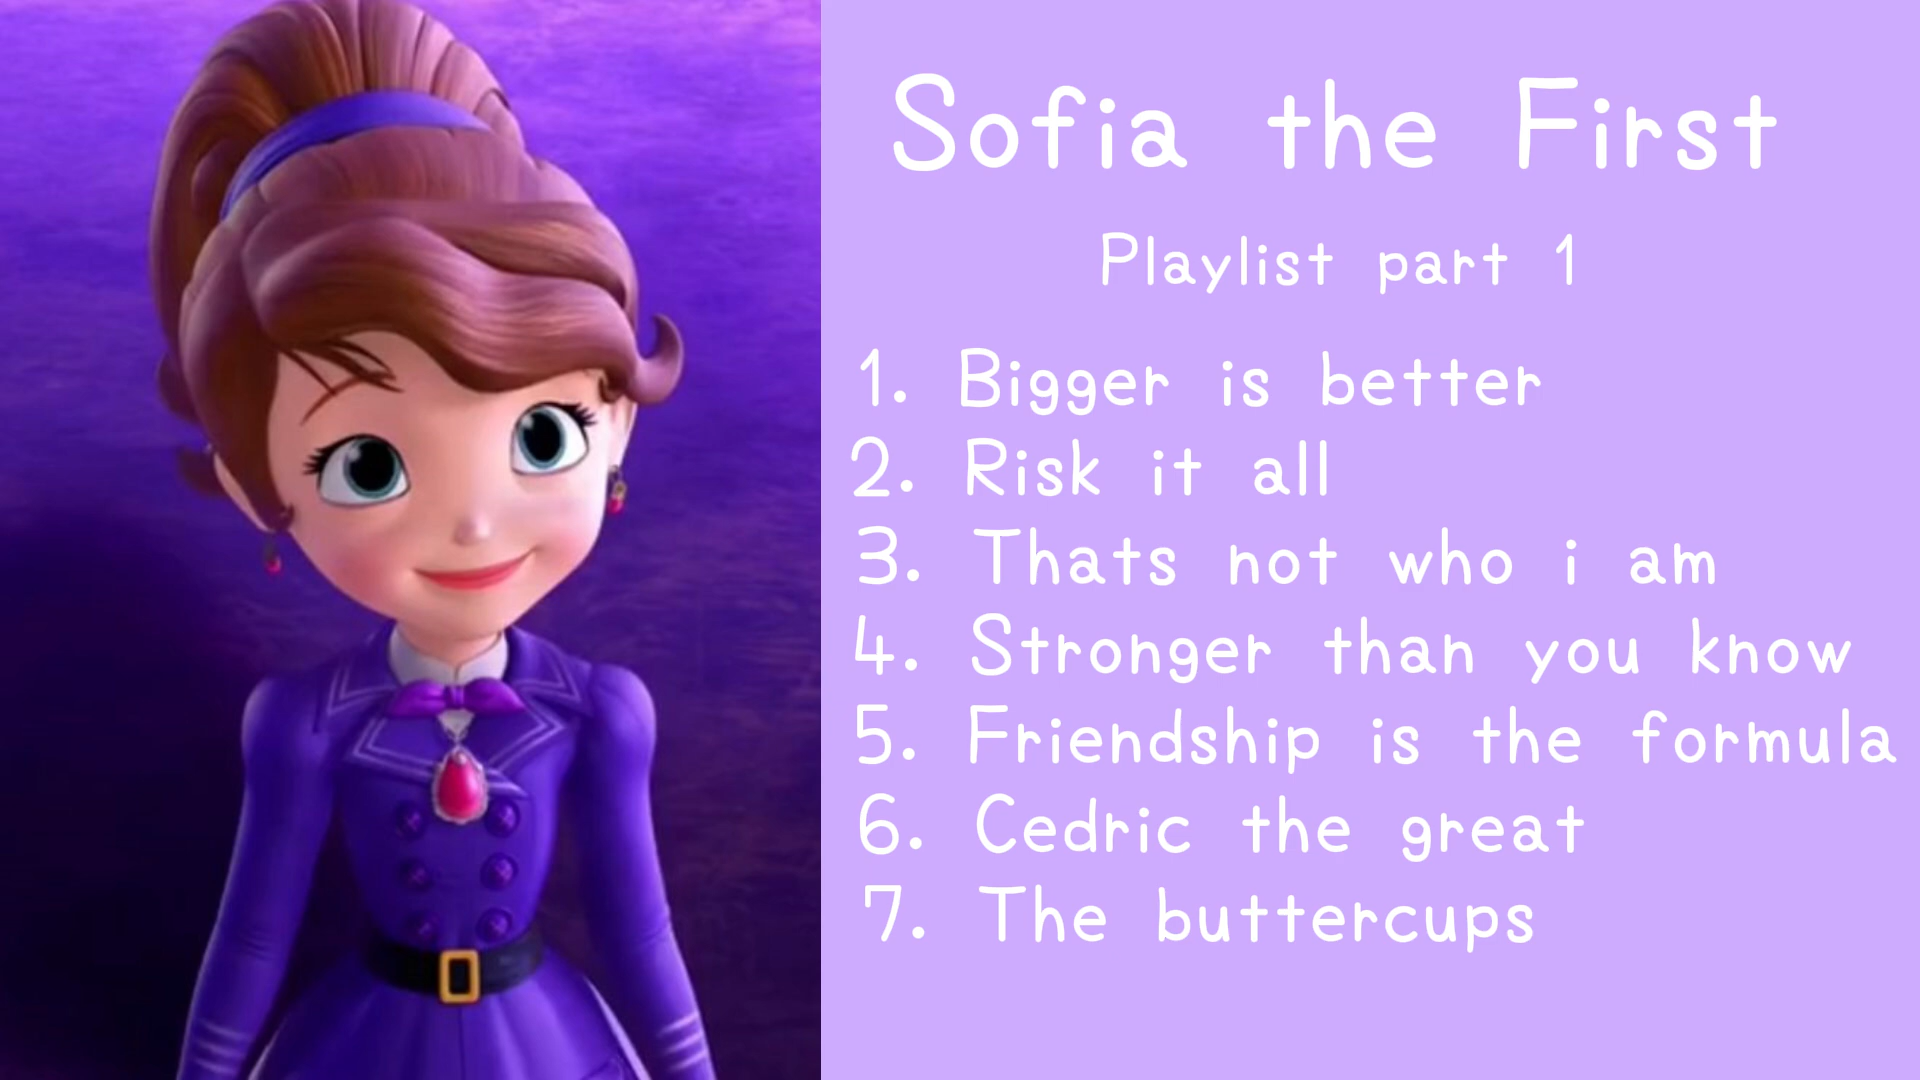 Sofia the First
Playlist part 1
1. Bigger is better
2. Risk it all
3. Thats not who i am
4. Stronger than you know
5. Friendship is the formula
6. Cedric the great
7. The buttercups